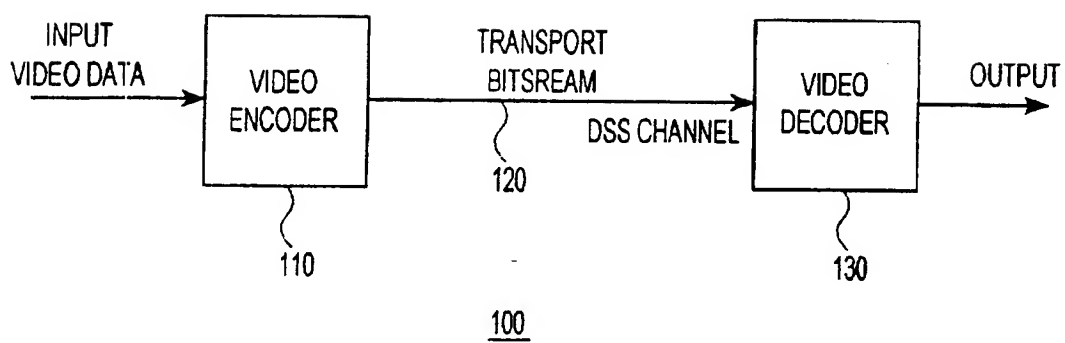 INPUT
VIDEO DATA
VIDEO
ENCODER
TRANSPORT
BITSREAM
DSS CHANNEL
VIDEO
DECODER
OUTPUT
110
120
130
100